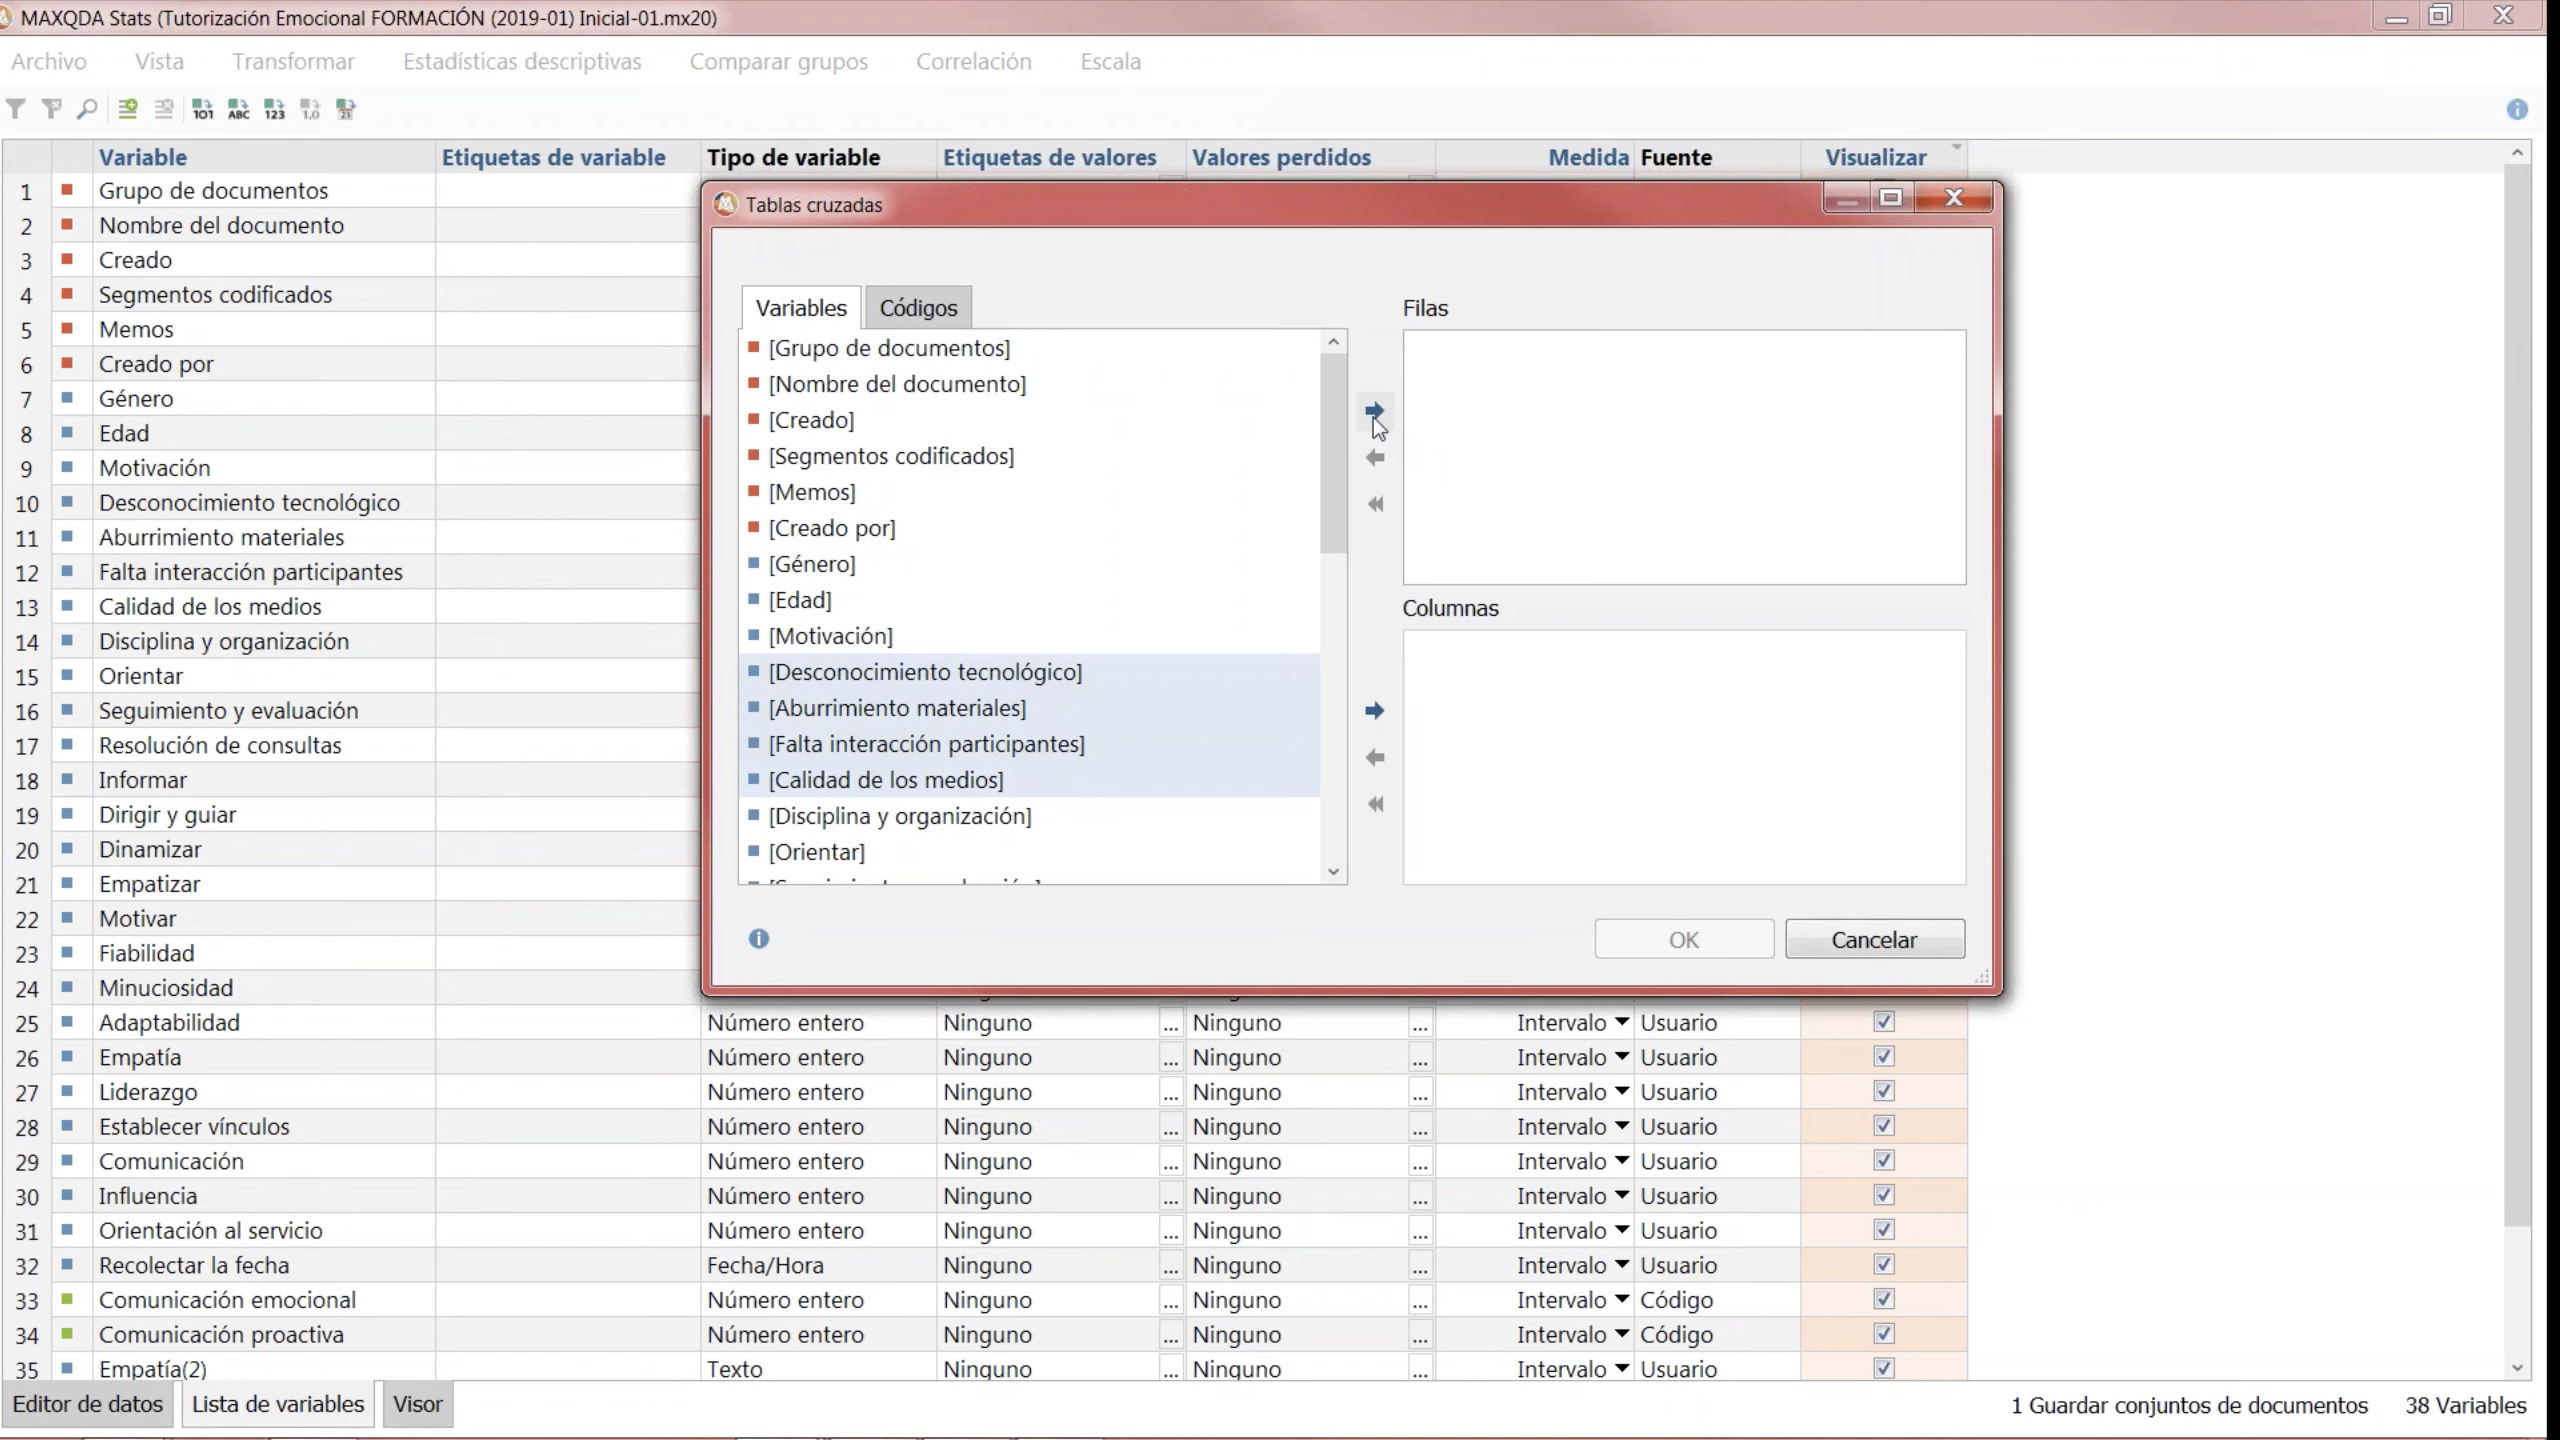 MAXQDA Stats (Tutorización Emocional FORMACIÓN (2019-01) Inicial-01.mx20)
Archivo Vista Transformar Estadísticas descriptivas Comparar grupos Correlación Escala
101 ABC 123 1,0 23
Variable Etiquetas de variable Tipo de variable Etiquetas de valores Valores perdidos Medida Fuente Visualizar
1 Grupo de documentos
2 Nombre del documento
3 Creado
4 Segmentos codificados
5 Memos
6 Creado por
7 Género
8 Edad
9 Motivación
10 Desconocimiento tecnológico
11 Aburrimiento materiales
12 Falta interacción participantes
13 Calidad de los medios
14 Disciplina y organización
15 Orientar
16 Seguimiento y evaluación
17 Resolución de consultas
18 Informar
19 Dirigir y guiar
20 Dinamizar
21 Empatizar
22 Motivar
23 Fiabilidad
24 Minuciosidad
25 Adaptabilidad Número entero Ninguno ... Ninguno ... Intervalo Usuario
26 Empatía Número entero Ninguno ... Ninguno ... Intervalo Usuario
27 Liderazgo Número entero Ninguno ... Ninguno ... Intervalo Usuario
28 Establecer vínculos Número entero Ninguno ... Ninguno ... Intervalo Usuario
29 Comunicación Número entero Ninguno ... Ninguno ... Intervalo Usuario
30 Influencia Número entero Ninguno ... Ninguno ... Intervalo Usuario
31 Orientación al servicio Número entero Ninguno ... Ninguno ... Intervalo Usuario
32 Recolectar la fecha Fecha/Hora Ninguno ... Ninguno ... Intervalo Usuario
33 Comunicación emocional Número entero Ninguno ... Ninguno ... Intervalo Código
34 Comunicación proactiva Número entero Ninguno ... Ninguno ... Intervalo Código
35 Empatía(2) Texto Ninguno ... Ninguno ... Intervalo Usuario
Tablas cruzadas
Variables Códigos
[Grupo de documentos]
[Nombre del documento]
[Creado]
[Segmentos codificados]
[Memos]
[Creado por]
[Género]
[Edad]
[Motivación]
[Desconocimiento tecnológico]
[Aburrimiento materiales]
[Falta interacción participantes]
[Calidad de los medios]
[Disciplina y organización]
[Orientar]
Filas
Columnas
OK Cancelar
Editor de datos Lista de variables Visor
1 Guardar conjuntos de documentos 38 Variables